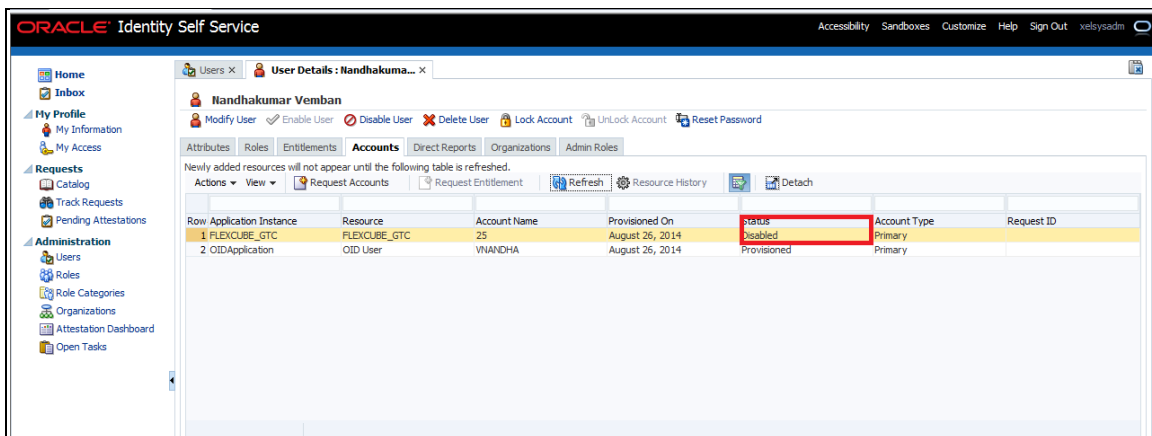 ORACLE Identity Self Service
Accessibility Sandboxes Customize Help Sign Out xelsysadm
Home
Inbox
My Profile
My Information
My Access
Requests
Catalog
Track Requests
Pending Attestations
Administration
Users
Roles
Role Categories
Organizations
Attestation Dashboard
Open Tasks
Users × User Details : Nandhakuma... ×
Nandhakumar Vemban
Modify User Enable User Disable User Delete User Lock Account UnLock Account Reset Password
Attributes Roles Entitlements Accounts Direct Reports Organizations Admin Roles
Newly added resources will not appear until the following table is refreshed.
Actions View Request Accounts Request Entitlement Refresh Resource History Detach
Row Application Instance Resource Account Name Provisioned On Status Account Type Request ID
1 FLEXCUBE_GTC FLEXCUBE_GTC 25 August 26, 2014 Disabled Primary
2 OIDApplication OID User VNANDHA August 26, 2014 Provisioned Primary